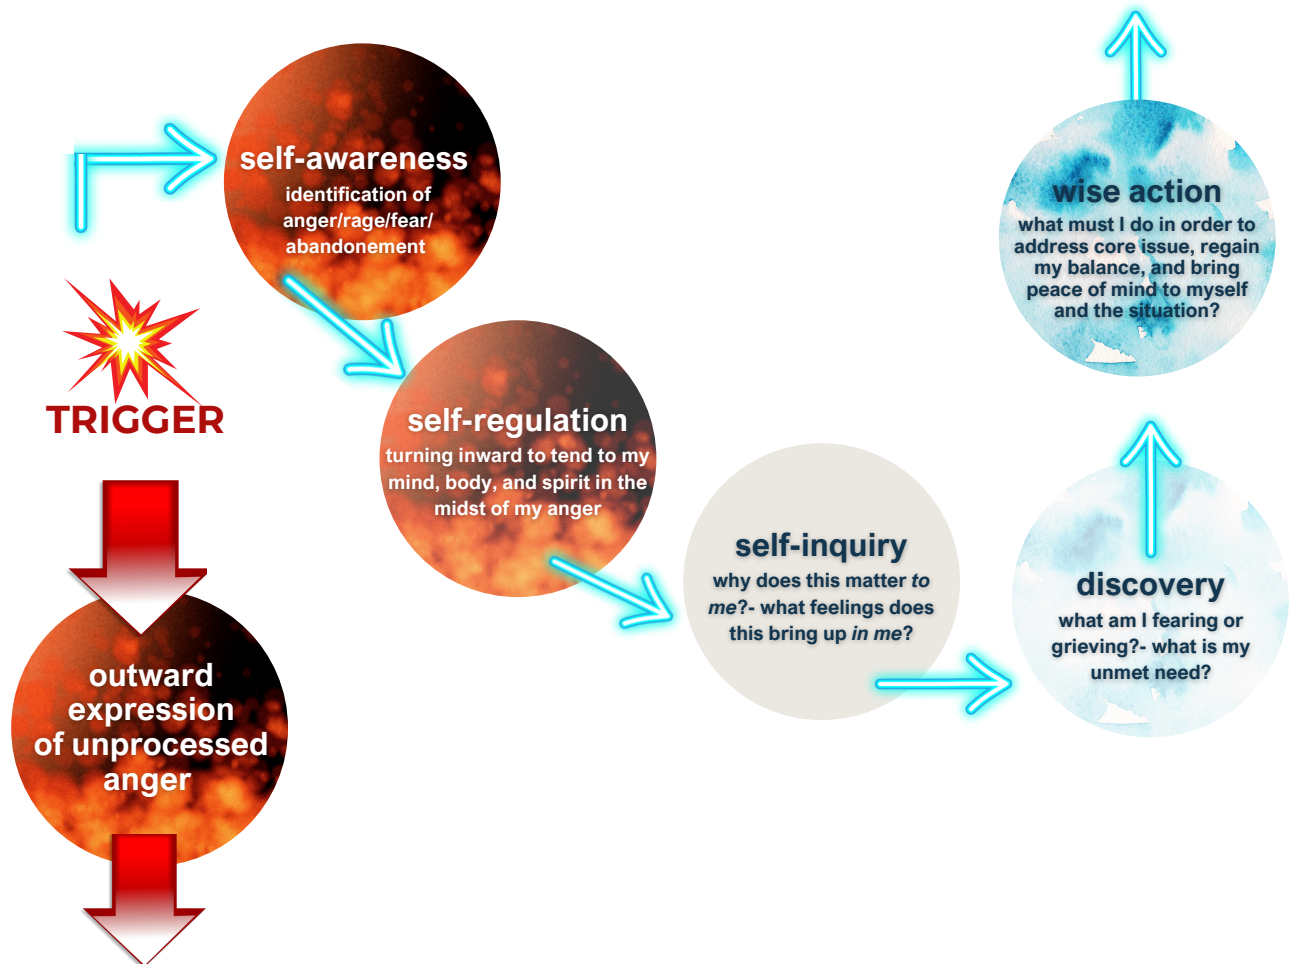 self-awareness
identification of
anger/rage/fear/
abandonement
TRIGGER
outward
expression
of unprocessed
anger
self-regulation
turning inward to tend to my
mind, body, and spirit in the
midst of my anger
self-inquiry
why does this matter to
me?- what feelings does
this bring up in me?
discovery
what am I fearing or
grieving?- what is my
unmet need?
wise action
what must I do in order to
address core issue, regain
my balance, and bring
peace of mind to myself
and the situation?